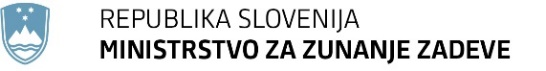 REPUBLIKA SLOVENIJA
MINISTRSTVO ZA ZUNANJE ZADEVE